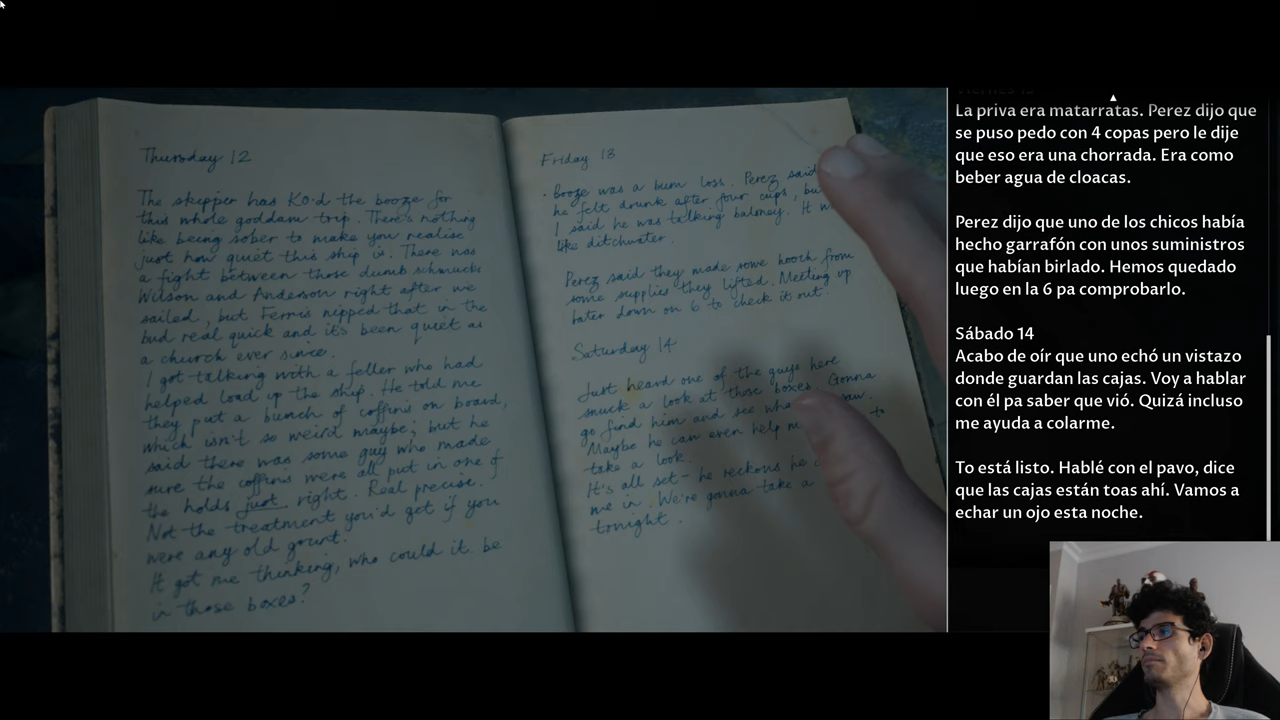 Thursday 12
The skipper has KO'd the booze for
this whole goddam trip. There's nothing
like being sober to make you realise
just how quiet this ship is. There was
a fight between those dumb schmucks
Wilson and Anderson right after we
sailed, but Ferris nipped that in the
bud real quick and it's been quiet as
a church ever since.
I got talking with a feller who had
helped load up the ship. He told me
they put a bunch of coffins on board,
which isn't so weird maybe; but he
said there was some guy who made
sure the coffins were all put in one of
the holds just right. Real precise.
Not the treatment you'd get if you
were any old grunt.
It got me thinking, who could it be
in those boxes?
Friday 13
Booze was a bum loss. Perez said
he felt drunk after four cups, but
I said he was talking baloney. It
like ditchwater.
Perez said they made some hooch from
some supplies they lifted. Meeting up
later down on 6 to check it out.
Saturday 14
Just heard one of the guys here
snuck a look at those boxes. Gonna
go find him and see
Maybe he can even help to
take a look.
It's all set - he reckons he
me in. We're gonna take a
tonight.
Viernes 13
La priva era matarratas. Perez dijo que
se puso pedo con 4 copas pero le dije
que eso era una chorrada. Era como
beber agua de cloacas.
Perez dijo que uno de los chicos había
hecho garrafón con unos suministros
que habían birlado. Hemos quedado
luego en la 6 pa comprobarlo.
Sábado 14
Acabo de oír que uno echó un vistazo
donde guardan las cajas. Voy a hablar
con él pa saber que vió. Quizá incluso
me ayuda a colarme.
To está listo. Hablé con el pavo, dice
que las cajas están toas ahí. Vamos a
echar un ojo esta noche.